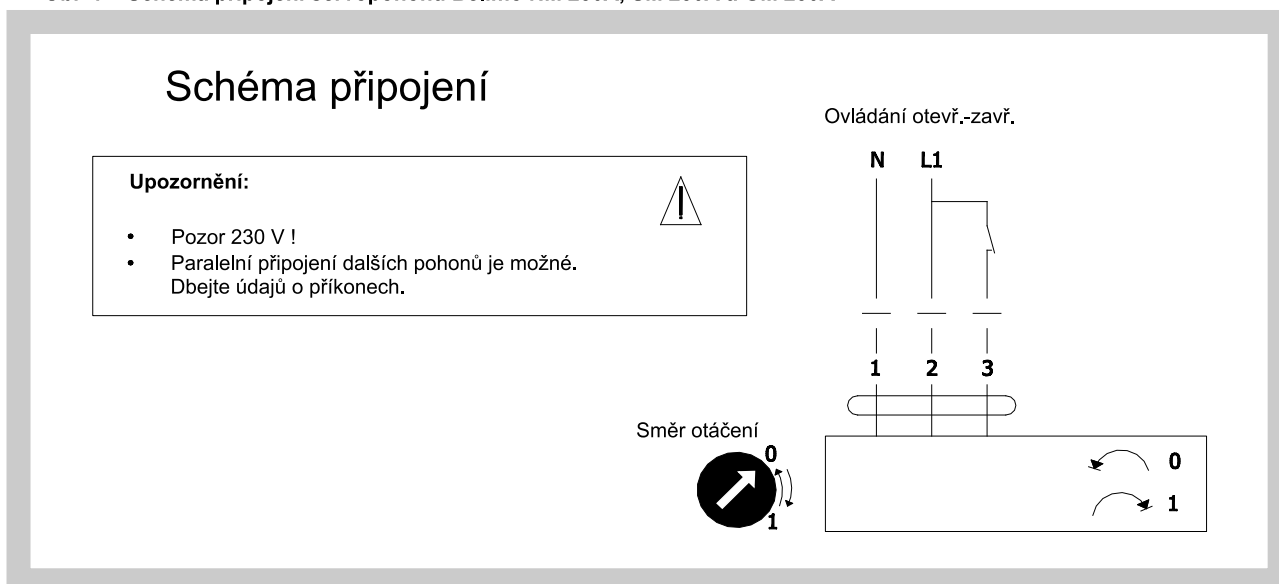 Schéma připojení
Ovládání otevř.-zavř.
N L1
Upozornění:
• Pozor 230 V !
• Paralelní připojení dalších pohonů je možné.
Dbejte údajů o příkonech.
1 2 3
Směr otáčení
0
1
0
1